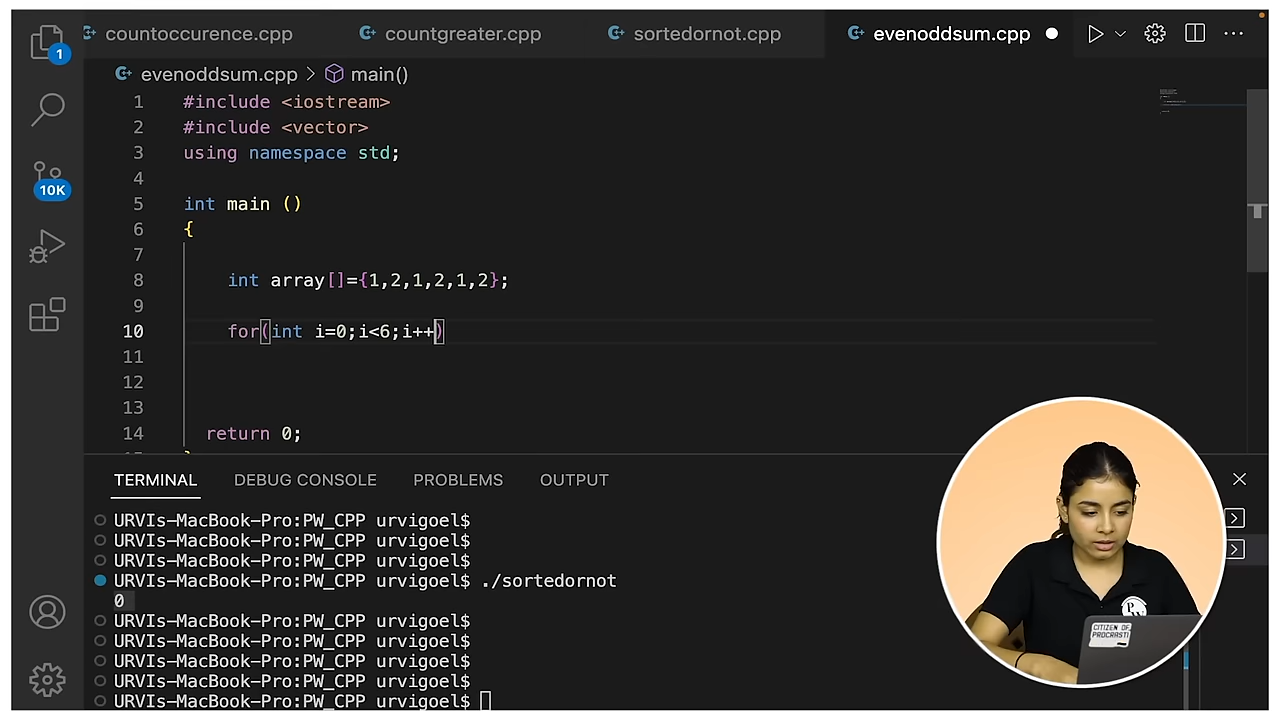 countoccurence.cpp countgreater.cpp sortedornot.cpp evenoddsum.cpp
1
evenoddsum.cpp > main()
1 #include <iostream>
2 #include <vector>
3 using namespace std;
4
5 int main ()
6 {
7
8 int array[]={1,2,1,2,1,2};
9
10 for(int i=0;i<6;i++)
11
12
13
14 return 0;
10K
TERMINAL DEBUG CONSOLE PROBLEMS OUTPUT
URVIs-MacBook-Pro:PW_CPP urvigoel$
URVIs-MacBook-Pro:PW_CPP urvigoel$
URVIs-MacBook-Pro:PW_CPP urvigoel$
URVIs-MacBook-Pro:PW_CPP urvigoel$ ./sortedornot
0
URVIs-MacBook-Pro:PW_CPP urvigoel$
URVIs-MacBook-Pro:PW_CPP urvigoel$
URVIs-MacBook-Pro:PW_CPP urvigoel$
URVIs-MacBook-Pro:PW_CPP urvigoel$
URVIs-MacBook-Pro:PW_CPP urvigoel$
PW
CITIZEN OF
PROCRASTI